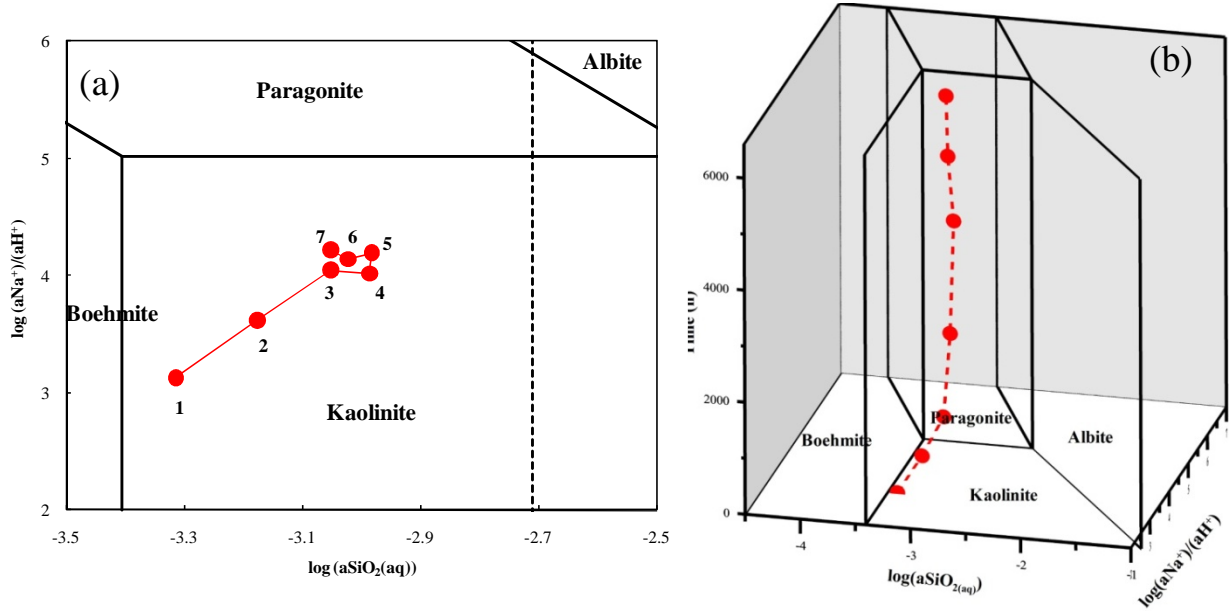 (a)
6
5
4
3
2
-3.5
-3.3
-3.1
-2.9
-2.7
-2.5
log (aNa⁺)/(aH⁺)
log (aSiO₂(aq))
Paragonite
Albite
Boehmite
Kaolinite
1
2
3
4
5
6
7
(b)
6000
4000
2000
0
-4
-3
-2
-1
log(aSiO₂₍aq₎)
log(aNa⁺)/(aH⁺)
Paragonite
Boehmite
Albite
Kaolinite